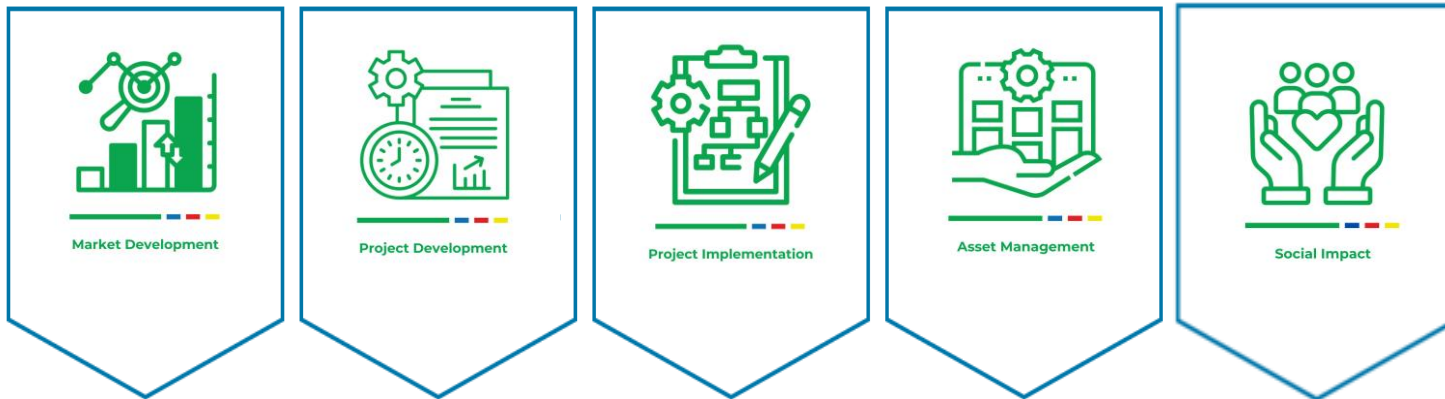 Market Development
Project Development
Project Implementation
Asset Management
Social Impact